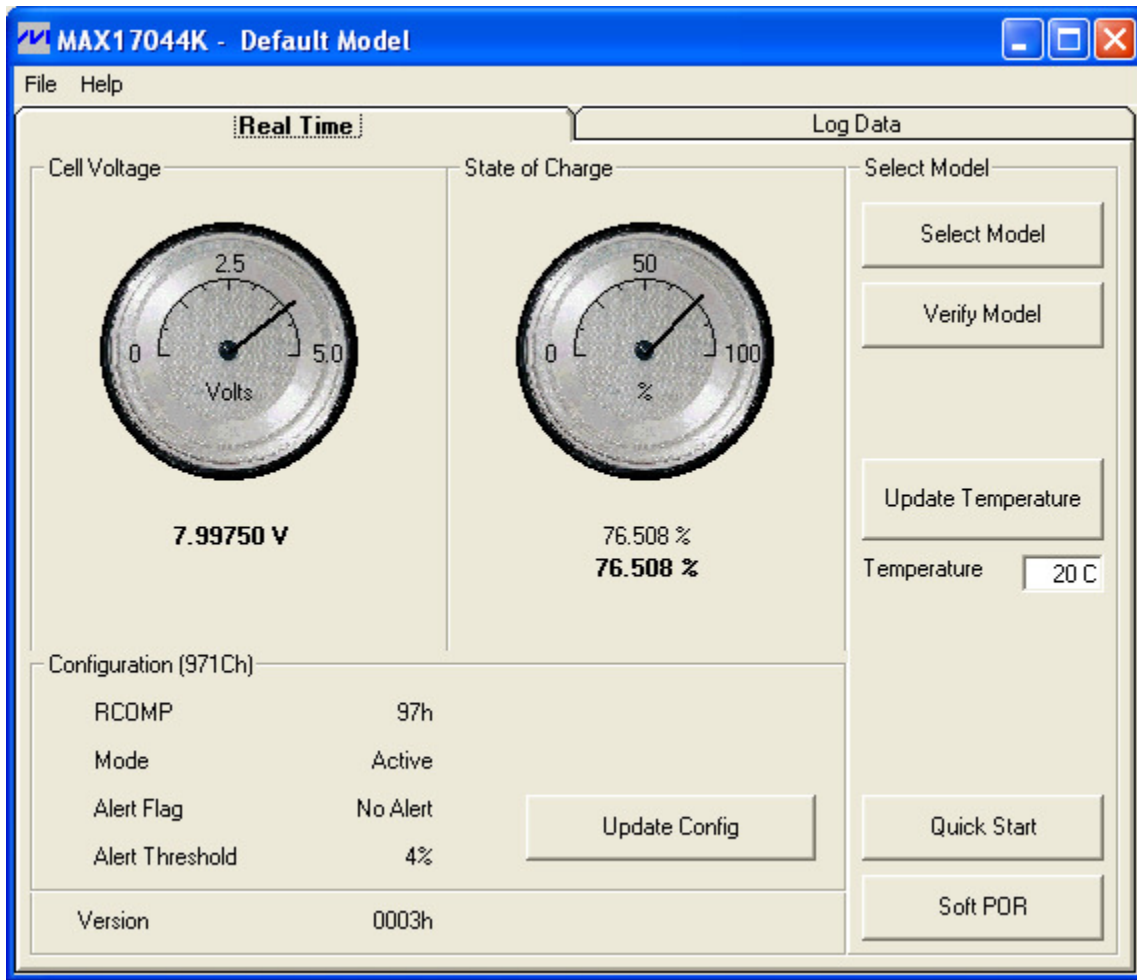 MAX17044K - Default Model
File Help
Real Time
Log Data
Cell Voltage
2.5
0
5.0
Volts
7.99750 V
State of Charge
50
0
100
%
76.508 %
76.508 %
Select Model
Select Model
Verify Model
Update Temperature
Temperature 20 C
Configuration (971Ch)
RCOMP 97h
Mode Active
Alert Flag No Alert
Alert Threshold 4%
Update Config
Version 0003h
Quick Start
Soft POR